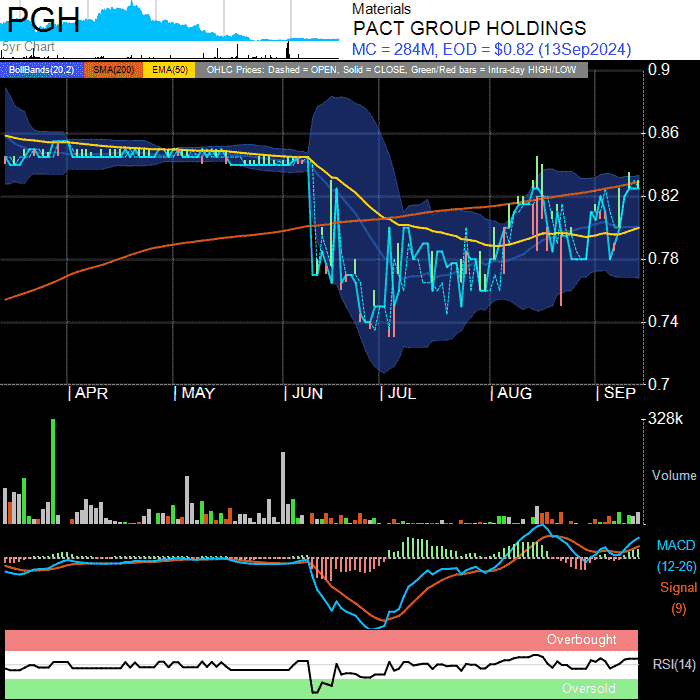 PGH
5yr Chart
Materials
PACT GROUP HOLDINGS
MC = 284M, EOD = $0.82 (13Sep2024)
BollBands(20,2) SMA(200) EMA(50) OHLC Prices: Dashed = OPEN, Solid = CLOSE, Green/Red bars = Intra-day HIGH/LOW
0.9
0.86
0.82
0.78
0.74
0.7
| APR | MAY | JUN | JUL | AUG | SEP
328k
Volume
MACD
(12-26)
Signal
(9)
Overbought
RSI(14)
Oversold